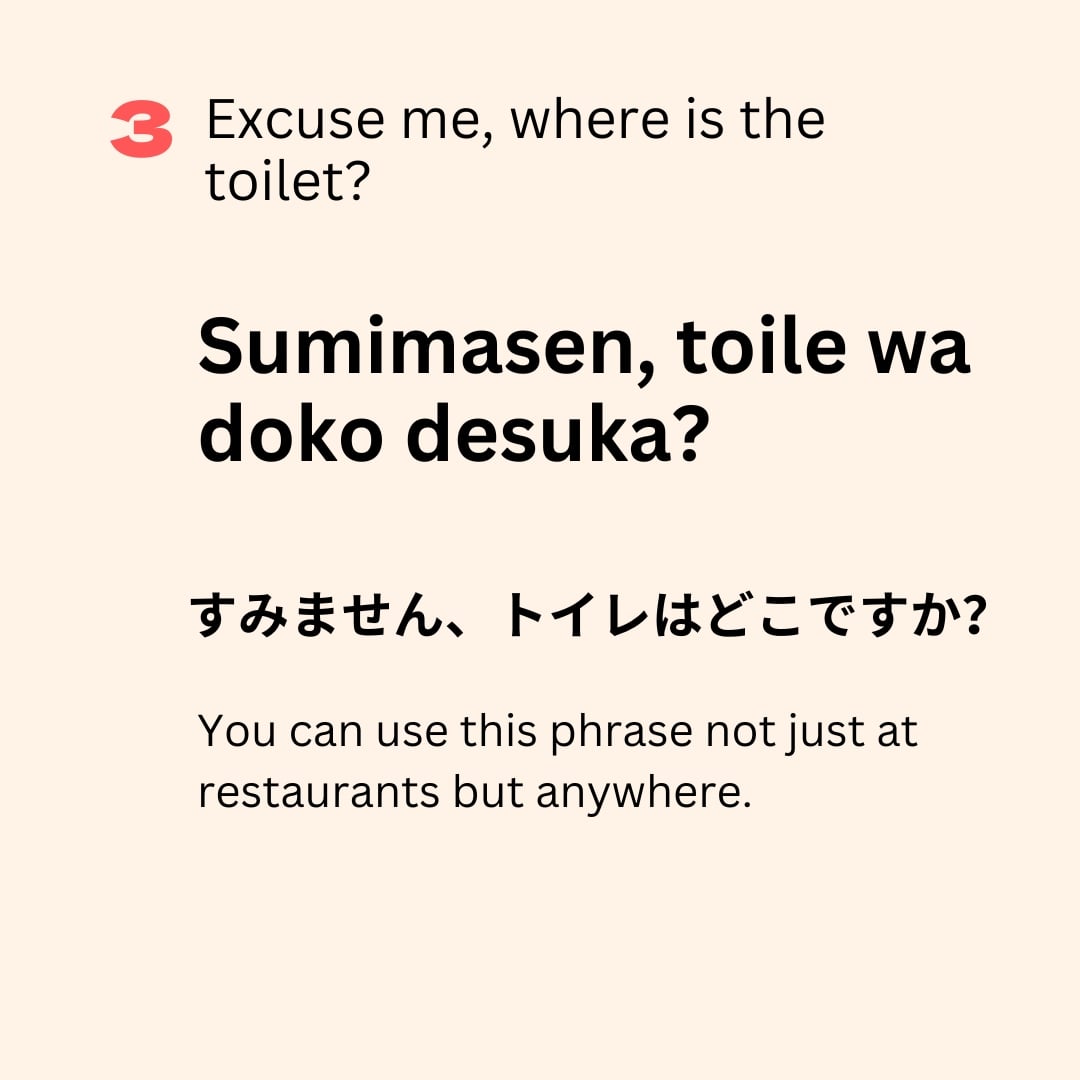 3 Excuse me, where is the
toilet?
Sumimasen, toile wa
doko desuka?
すみません、トイレはどこですか?
You can use this phrase not just at
restaurants but anywhere.